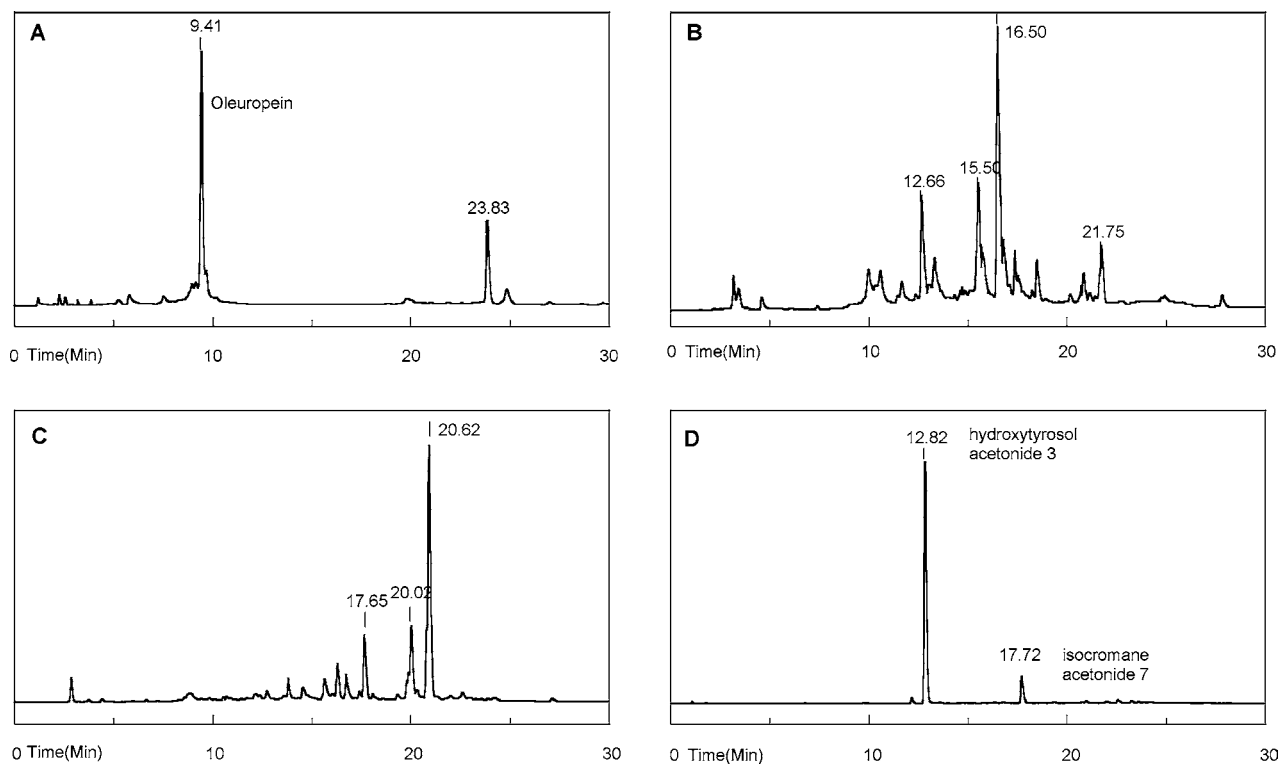 A
9.41
Oleuropein
23.83
0 Time(Min) 10 20 30
B
16.50
15.50
12.66
21.75
0 Time(Min) 10 20 30
C
20.62
17.65
20.02
0 Time(Min) 10 20 30
D
12.82
hydroxytyrosol
acetonide 3
17.72
isocromane
acetonide 7
0 Time(Min) 10 20 30